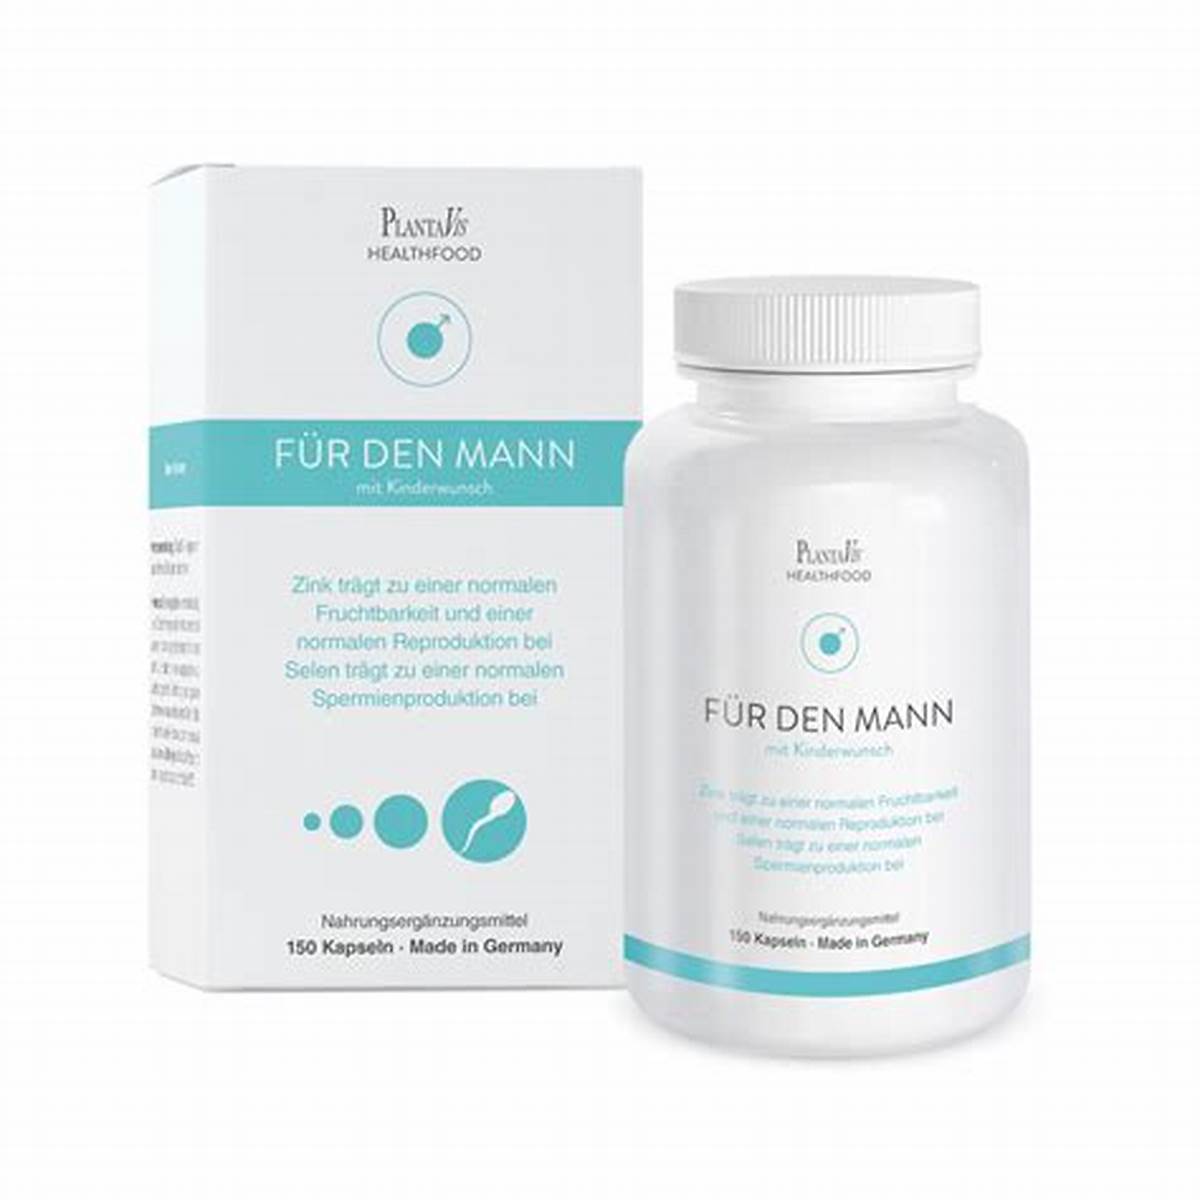 PLANTAVIS
HEALTHFOOD
FÜR DEN MANN
mit Kinderwunsch
Zink trägt zu einer normalen
Fruchtbarkeit und einer
normalen Reproduktion bei
Selen trägt zu einer normalen
Spermienproduktion bei
Nahrungsergänzungsmittel
150 Kapseln · Made in Germany
PLANTAVIS
HEALTHFOOD
FÜR DEN MANN
mit Kinderwunsch
Zink trägt zu einer normalen Fruchtbarkeit
und einer normalen Reproduktion bei
Selen trägt zu einer normalen
Spermienproduktion bei
Nahrungsergänzungsmittel
150 Kapseln · Made in Germany